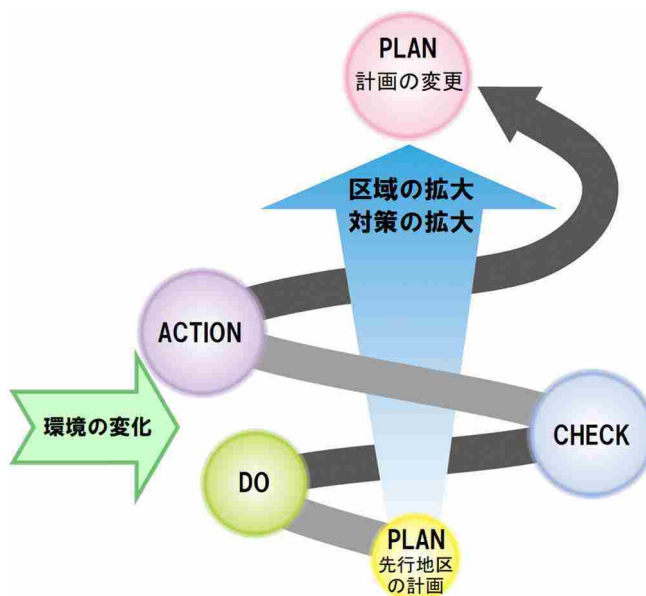 PLAN
計画の変更
区域の拡大
対策の拡大
ACTION
環境の変化
CHECK
DO
PLAN
先行地区
の計画